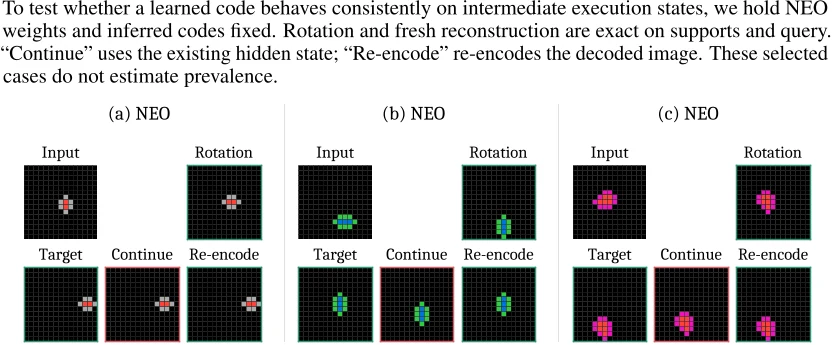 To test whether a learned code behaves consistently on intermediate execution states, we hold NEO
weights and inferred codes fixed. Rotation and fresh reconstruction are exact on supports and query.
“Continue” uses the existing hidden state; “Re-encode” re-encodes the decoded image. These selected
cases do not estimate prevalence.
(a) NEO
(b) NEO
(c) NEO
Input
Rotation
Input
Rotation
Input
Rotation
Target
Continue
Re-encode
Target
Continue
Re-encode
Target
Continue
Re-encode